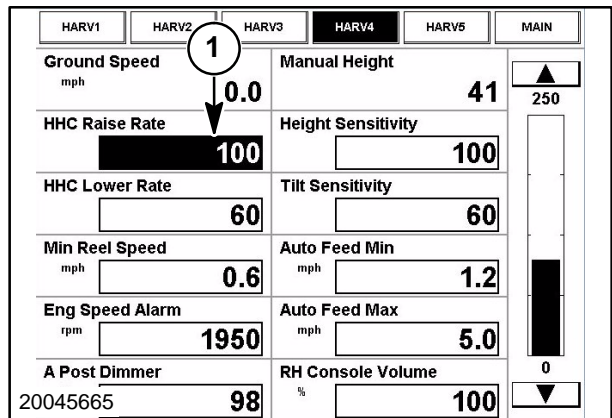 HARV1 HARV2 HARV3 HARV4 HARV5 MAIN
1
Ground Speed
mph 0.0
Manual Height
41
250
HHC Raise Rate
100
Height Sensitivity
100
HHC Lower Rate
60
Tilt Sensitivity
60
Min Reel Speed
mph 0.6
Auto Feed Min
mph 1.2
Eng Speed Alarm
rpm 1950
Auto Feed Max
mph 5.0
0
A Post Dimmer
98
RH Console Volume
% 100
20045665